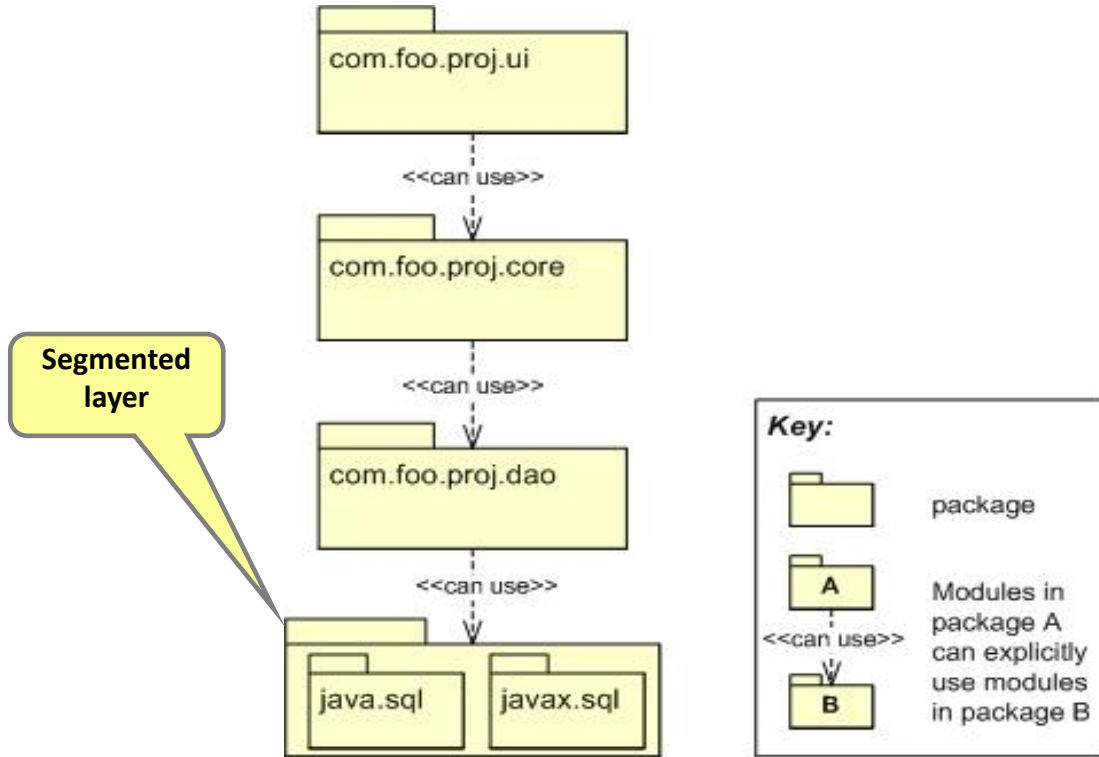 com.foo.proj.ui
<<can use>>
com.foo.proj.core
Segmented
layer
<<can use>>
com.foo.proj.dao
<<can use>>
java.sql
javax.sql
Key:
package
A
<<can use>>
B
Modules in
package A
can explicitly
use modules
in package B